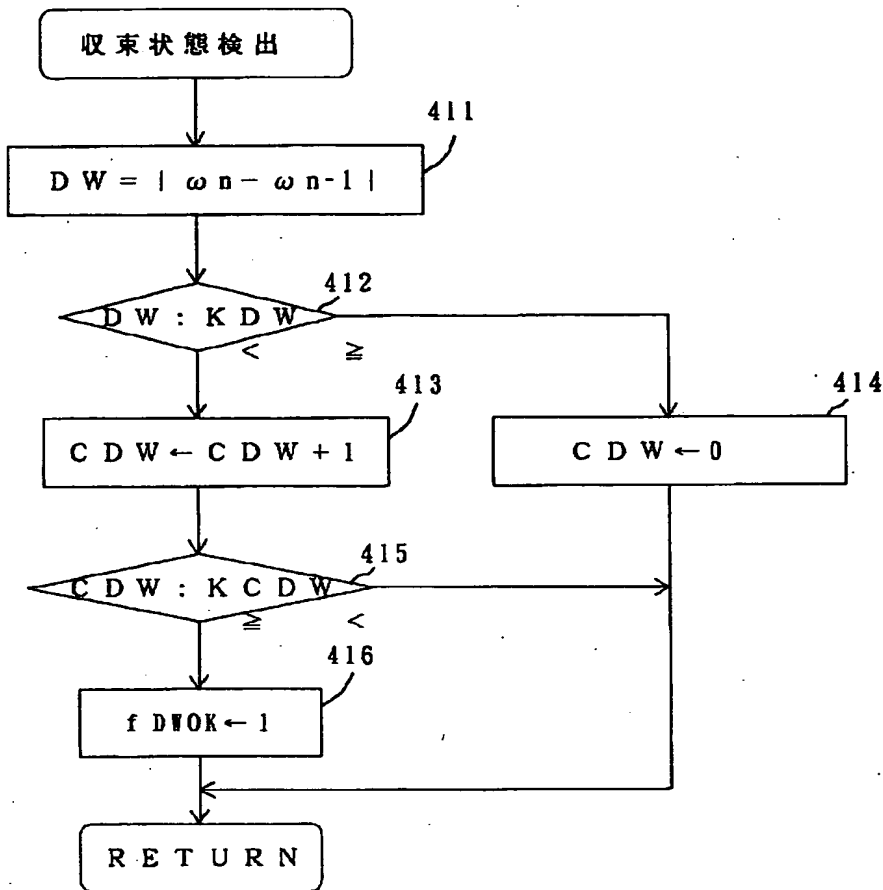 収束状態検出
411
DW=|ωn-ωn-1|
412
DW:KDW
< ≧
413
CDW←CDW+1
414
CDW←0
415
CDW:KCDW
≧ <
416
fDWOK←1
RETURN